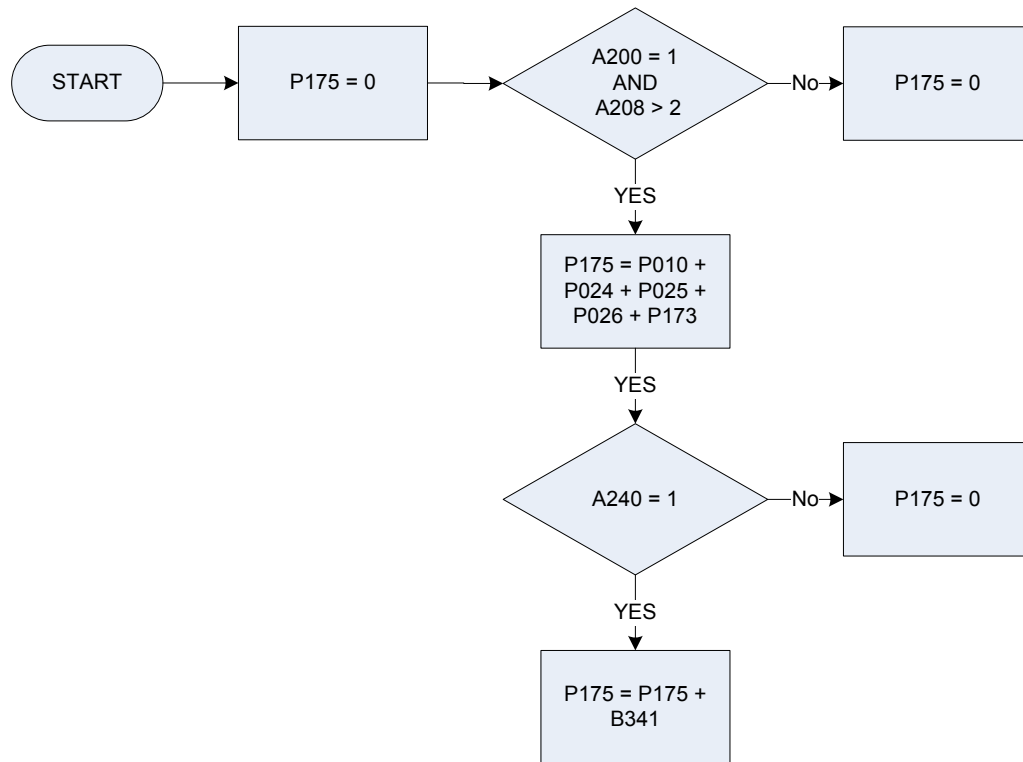 START
P175 = 0
A200 = 1
AND
A208 > 2
No
P175 = 0
YES
P175 = P010 +
P024 + P025 +
P026 + P173
YES
A240 = 1
No
P175 = 0
YES
P175 = P175 +
B341